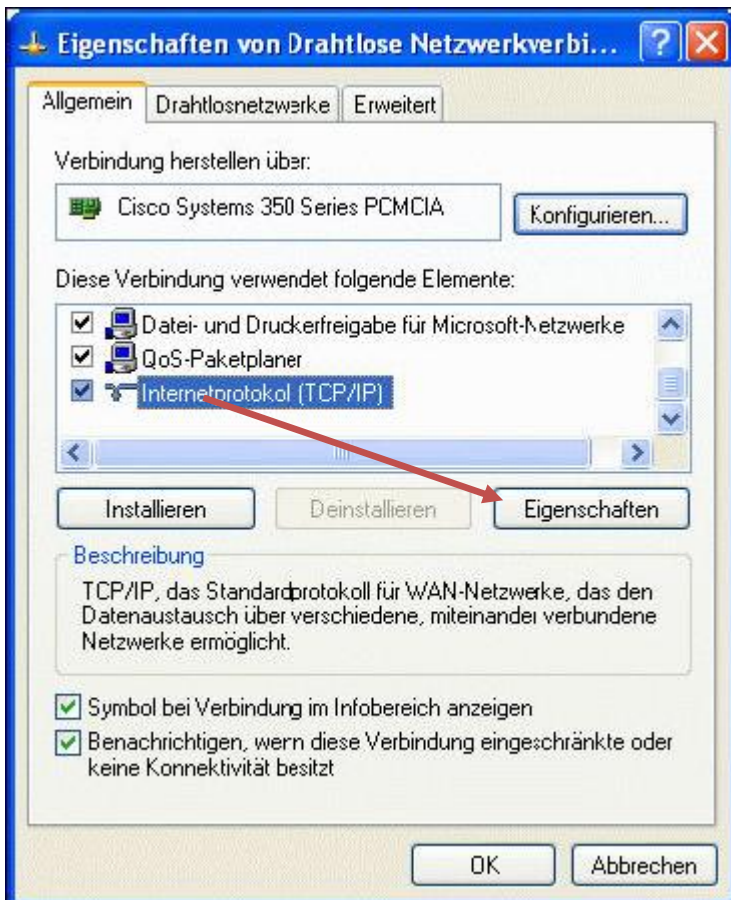 Eigenschaften von Drahtlose Netzwerkverbi...
Allgemein Drahtlosnetzwerke Erweitert
Verbindung herstellen über:
Cisco Systems 350 Series PCMCIA
Konfigurieren...
Diese Verbindung verwendet folgende Elemente:
Datei- und Druckerfreigabe für Microsoft-Netzwerke
QoS-Paketplaner
Internetprotokol (TCP/IP)
Installieren Deinstallieren Eigenschaften
Beschreibung
TCP/IP, das Standardprotokoll für WAN-Netzwerke, das den
Datenaustausch über verschiedene, miteinander verbundene
Netzwerke ermöglicht.
Symbol bei Verbindung im Infobereich anzeigen
Benachrichtigen, wenn diese Verbindung eingeschränkte oder
keine Konnektivität besitzt
OK Abbrechen